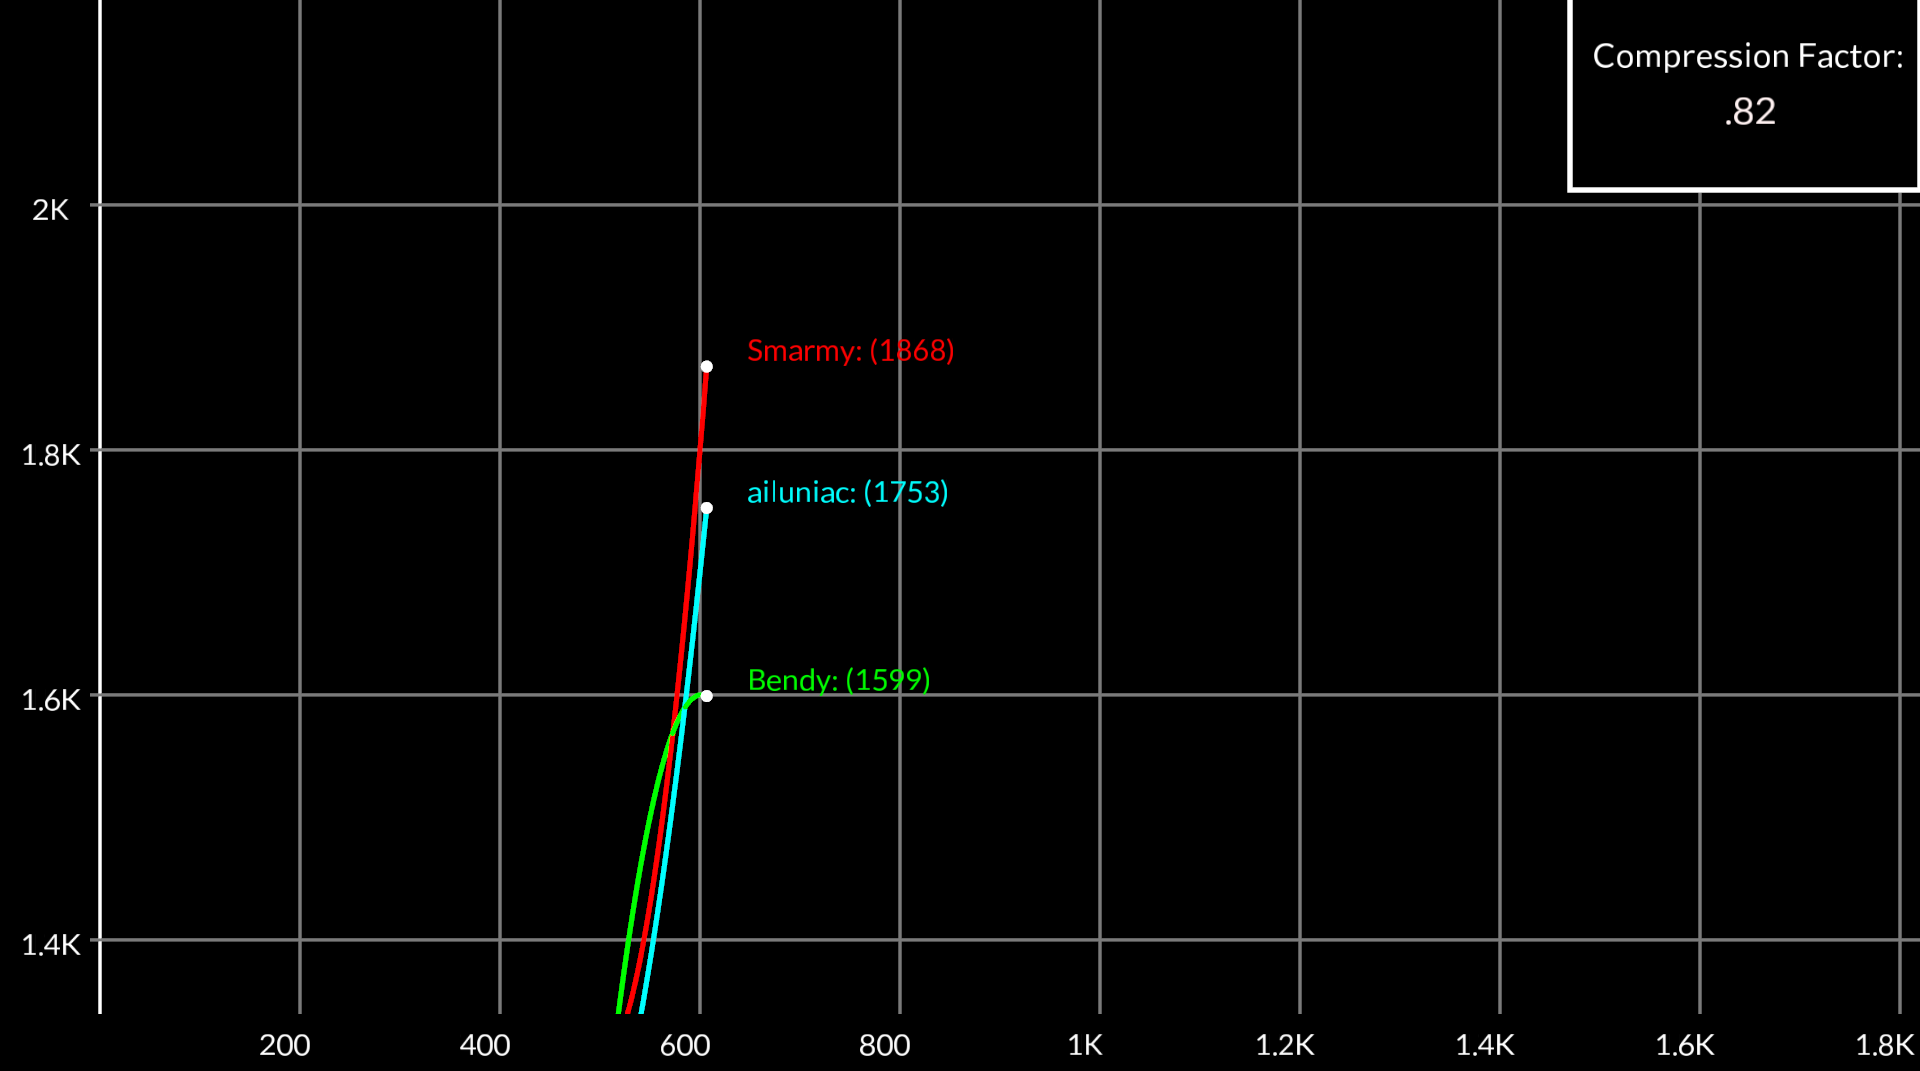 Compression Factor:
.82
2K
Smarmy: (1868)
1.8K
ailuniac: (1753)
Bendy: (1599)
1.6K
1.4K
200 400 600 800 1K 1.2K 1.4K 1.6K 1.8K